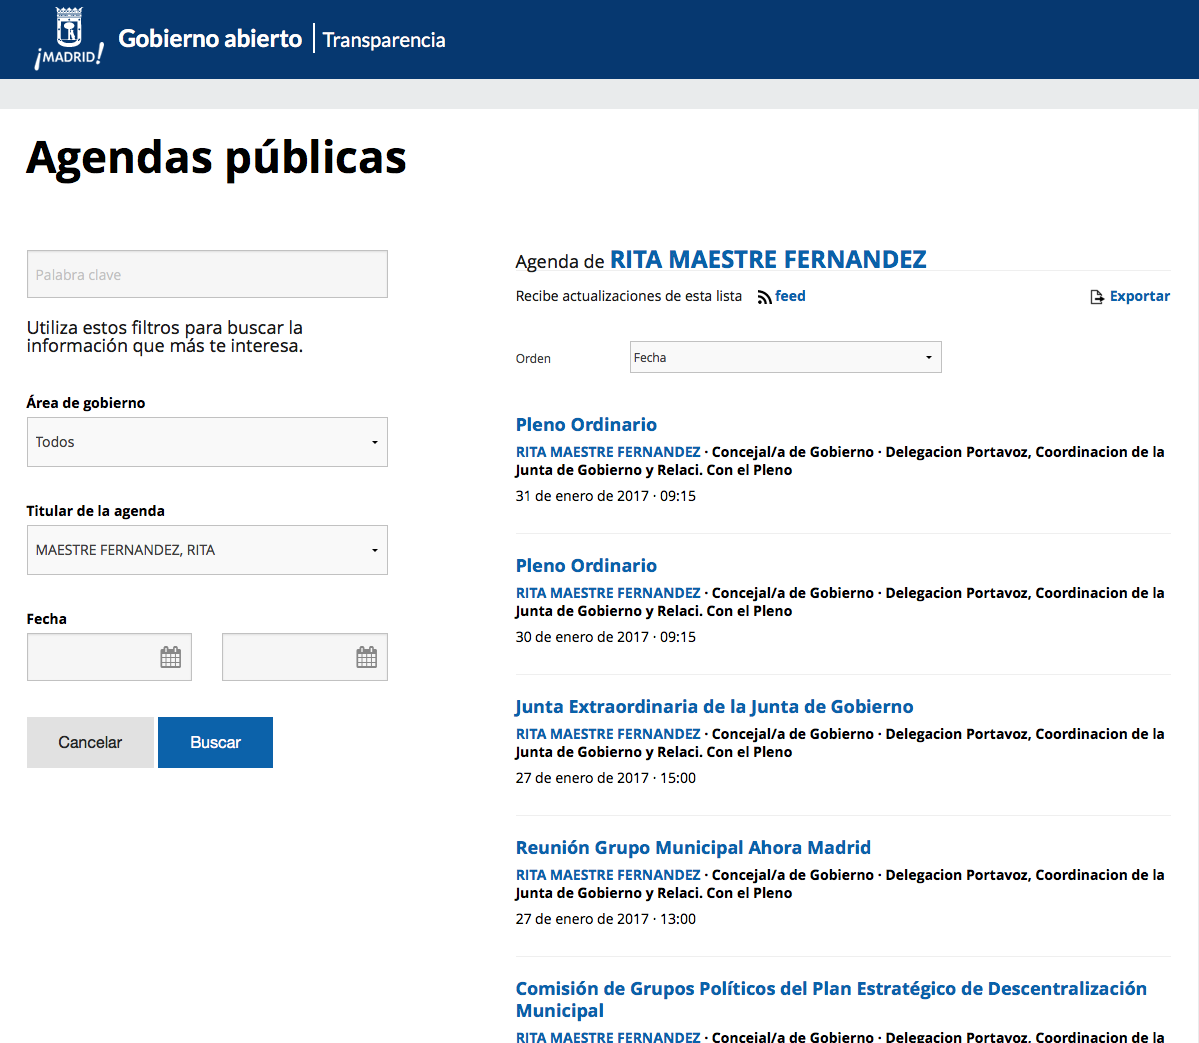 ¡MADRID!
Gobierno abierto | Transparencia
Agendas públicas
Palabra clave
Utiliza estos filtros para buscar la
información que más te interesa.
Área de gobierno
Todos
Titular de la agenda
MAESTRE FERNANDEZ, RITA
Fecha
Cancelar
Buscar
Agenda de RITA MAESTRE FERNANDEZ
Recibe actualizaciones de esta lista feed
Exportar
Orden
Fecha
Pleno Ordinario
RITA MAESTRE FERNANDEZ · Concejal/a de Gobierno · Delegacion Portavoz, Coordinacion de la
Junta de Gobierno y Relaci. Con el Pleno
31 de enero de 2017 · 09:15
Pleno Ordinario
RITA MAESTRE FERNANDEZ · Concejal/a de Gobierno · Delegacion Portavoz, Coordinacion de la
Junta de Gobierno y Relaci. Con el Pleno
30 de enero de 2017 · 09:15
Junta Extraordinaria de la Junta de Gobierno
RITA MAESTRE FERNANDEZ · Concejal/a de Gobierno · Delegacion Portavoz, Coordinacion de la
Junta de Gobierno y Relaci. Con el Pleno
27 de enero de 2017 · 15:00
Reunión Grupo Municipal Ahora Madrid
RITA MAESTRE FERNANDEZ · Concejal/a de Gobierno · Delegacion Portavoz, Coordinacion de la
Junta de Gobierno y Relaci. Con el Pleno
27 de enero de 2017 · 13:00
Comisión de Grupos Políticos del Plan Estratégico de Descentralización
Municipal
RITA MAESTRE FERNANDEZ · Concejal/a de Gobierno · Delegacion Portavoz, Coordinacion de la